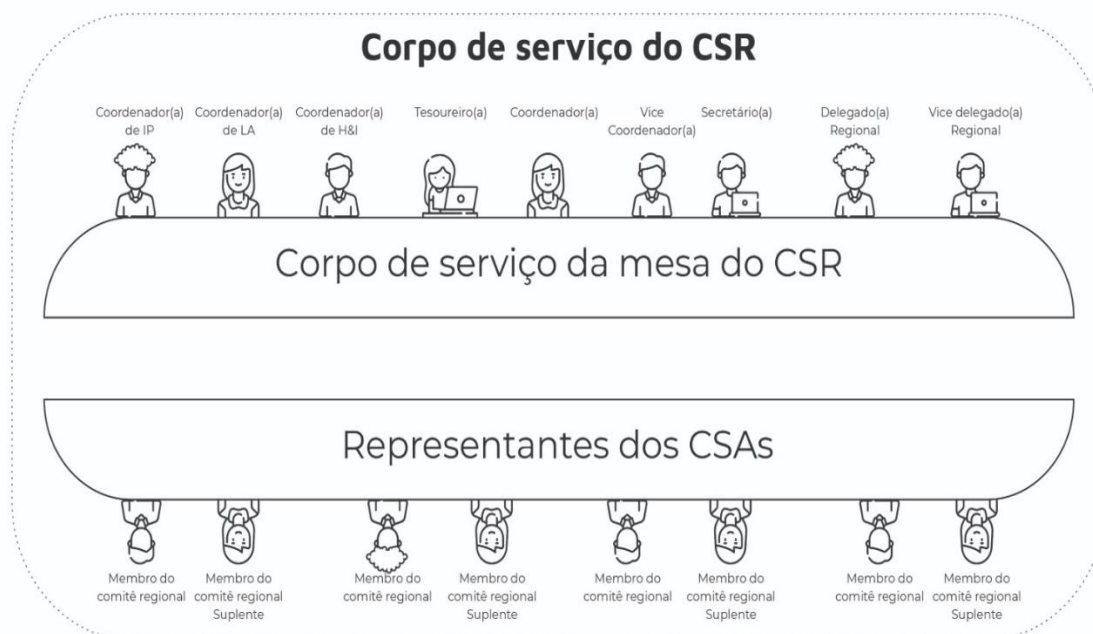 Corpo de serviço do CSR
Coordenador(a)
de IP
Coordenador(a)
de LA
Coordenador(a)
de H&I
Tesoureiro(a)
Coordenador(a)
Vice
Coordenador(a)
Secretário(a)
Delegado(a)
Regional
Vice delegado(a)
Regional
Corpo de serviço da mesa do CSR
Representantes dos CSAs
Membro do
comitê regional
Membro do
comitê regional
Suplente
Membro do
comitê regional
Membro do
comitê regional
Suplente
Membro do
comitê regional
Membro do
comitê regional
Suplente
Membro do
comitê regional
Membro do
comitê regional
Suplente